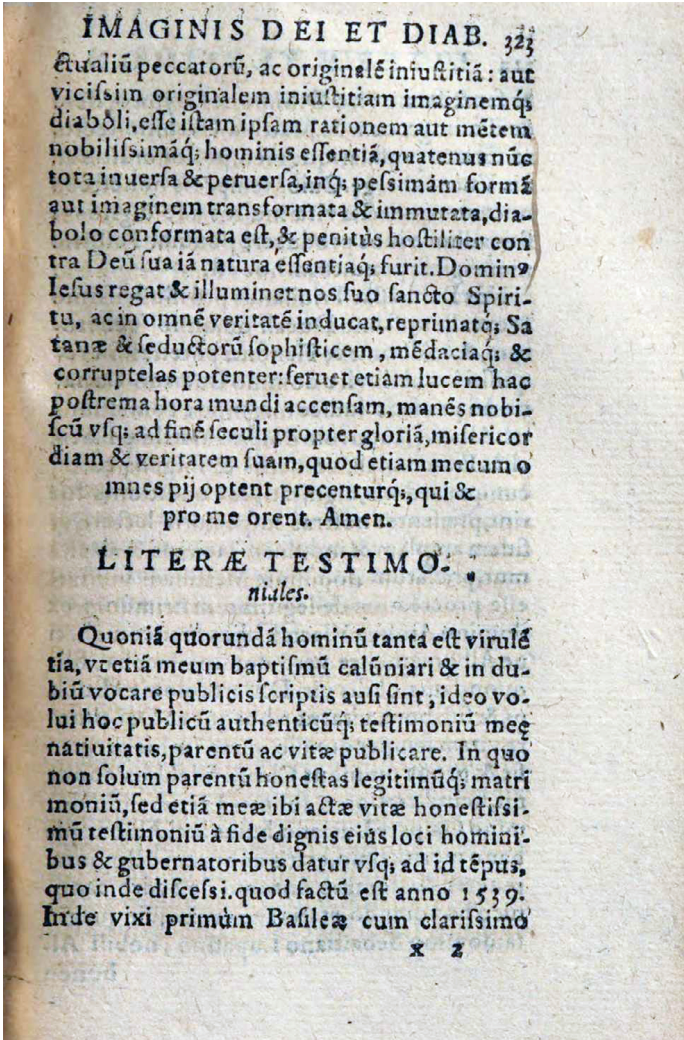 IMAGINIS DEI ET DIAB. 323
ctualiũ peccatorũ, ac originalẽ iniuſtitiã: aut
viciſsim originalem iniuſtitiam imaginemq́;
diaboli, eſſe iſtam ipſam rationem aut mẽtem
nobiliſsimãq́; hominis eſſentiã, quatenus nũc
tota inuerſa & peruerſa, inq́; peſsimám formã
aut imaginem transformata & immutata, dia-
bolo conformata eſt, & penitùs hoſtiliter con
tra Deũ ſua iã natura eſſentiaq́; furit. Dominꝰ
Ieſus regat & illuminet nos ſuo ſancto Spiri-
tu, ac in omnẽ veritatẽ inducat, reprimatq́; Sa
tanæ & ſeductorũ ſophiſticem, mẽdaciaq́; &
corruptelas potenter: ſeruet etiam lucem hac
poſtrema hora mundi accenſam, manẽs nobi-
ſcũ vſq; ad finẽ ſeculi propter gloriã, miſericor
diam & veritatem ſuam, quod etiam mecum o
mnes pij optent precenturq́;, qui &
pro me orent. Amen.
LITERÆ TESTIMO-
niales.
Quoniã quorundã hominũ tanta eſt virulẽ
tia, vt etiã meum baptiſmũ calũniari & in du-
biũ vocare publicis ſcriptis auſi ſint, ideo vo-
lui hoc publicũ authenticũq́; teſtimoniũ meę
natiuitatis, parentũ ac vitæ publicare. In quo
non ſolum parentũ honeſtas legitimũq́; matri
moniũ, ſed etiã meæ ibi actæ vitæ honeſtiſsi-
mũ teſtimoniũ à fide dignis eius loci homini-
bus & gubernatoribus datur vſq; ad id tẽpus,
quo inde diſceſsi. quod factũ eſt anno 1539.
Inde vixi primùm Baſileæ cum clariſsimo
x 2